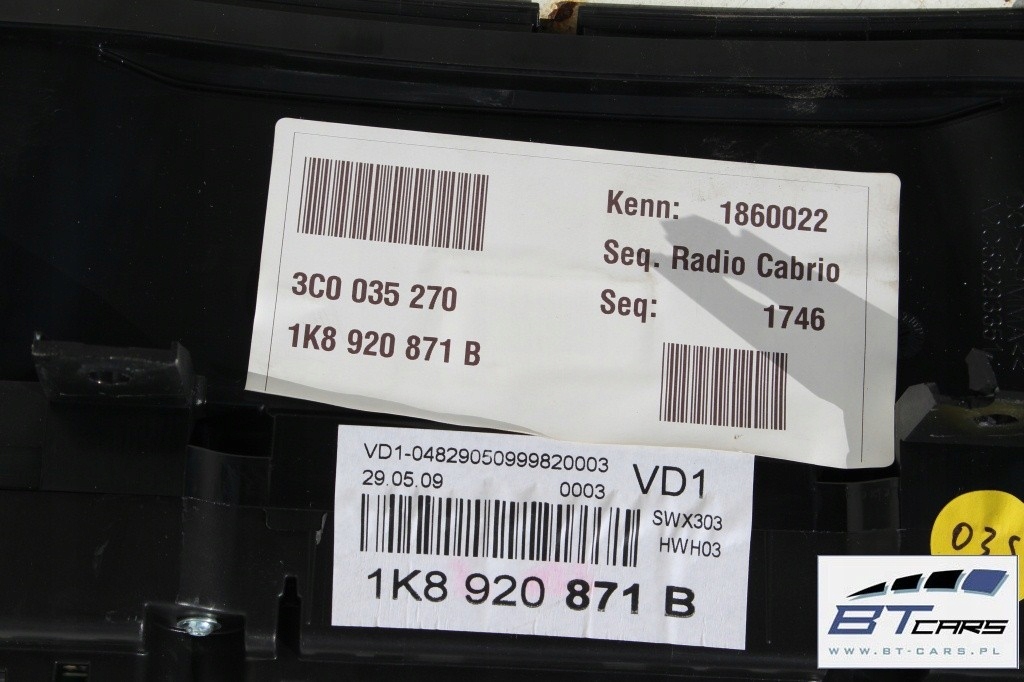 Kenn: 1860022
Seq. Radio Cabrio
3C0 035 270
Seq: 1746
1K8 920 871 B
VD1-04829050999820003
VD1
29.05.09
0003
SWX303
HWH03
1K8 920 871 B
035
BT CARS
WWW.BT-CARS.PL